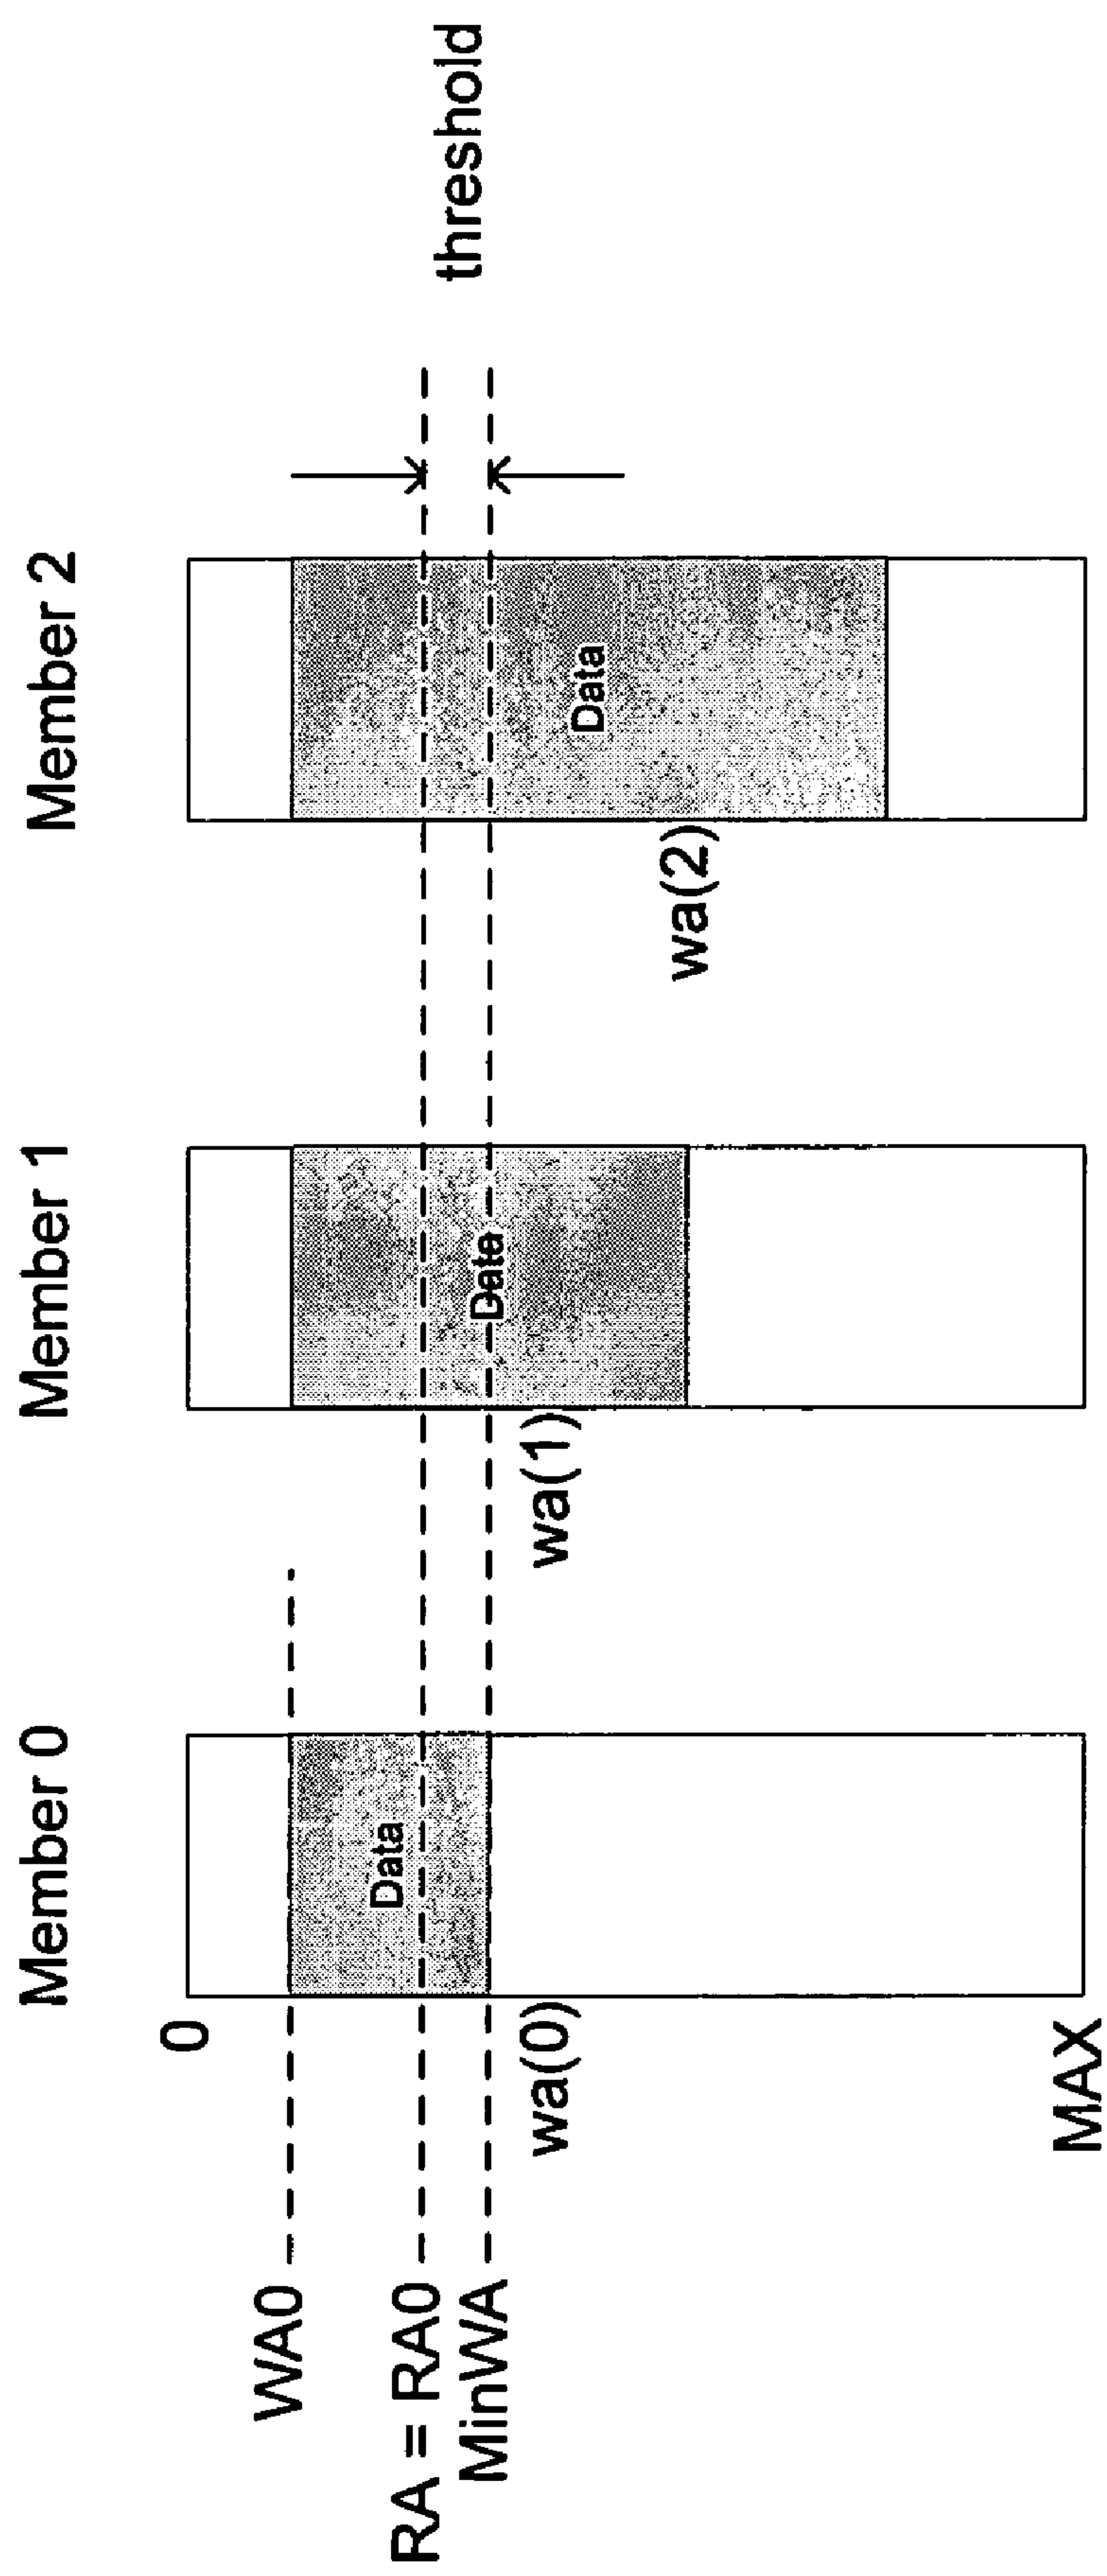 Member 0 Member 1 Member 2
0
WA0
Data
RA = RA0
threshold
MinWA
Data
wa(0) wa(1)
Data
wa(2)
MAX